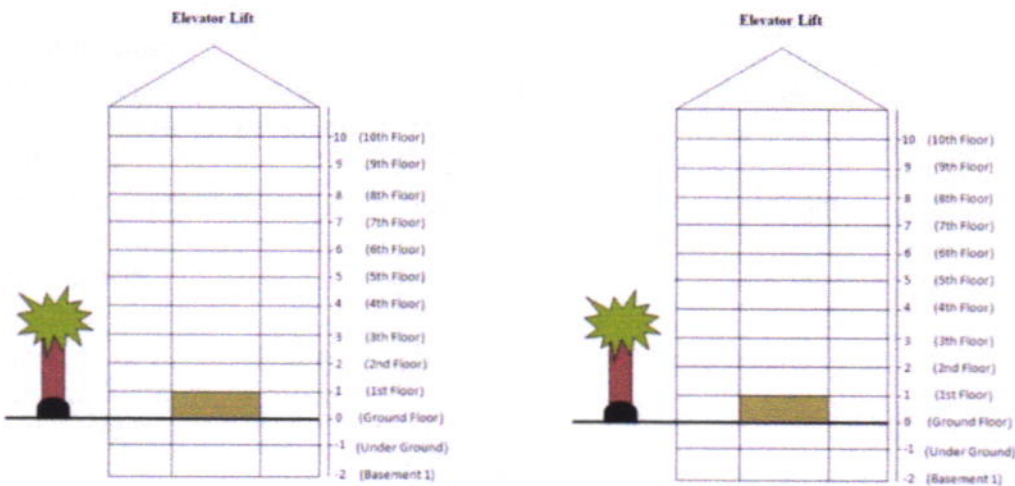 Elevator Lift
10 (10th Floor)
9 (9th Floor)
8 (8th Floor)
7 (7th Floor)
6 (6th Floor)
5 (5th Floor)
4 (4th Floor)
3 (3th Floor)
2 (2nd Floor)
1 (1st Floor)
0 (Ground Floor)
-1 (Under Ground)
-2 (Basement 1)
Elevator Lift
10 (10th Floor)
9 (9th Floor)
8 (8th Floor)
7 (7th Floor)
6 (6th Floor)
5 (5th Floor)
4 (4th Floor)
3 (3th Floor)
2 (2nd Floor)
1 (1st Floor)
0 (Ground Floor)
-1 (Under Ground)
-2 (Basement 1)